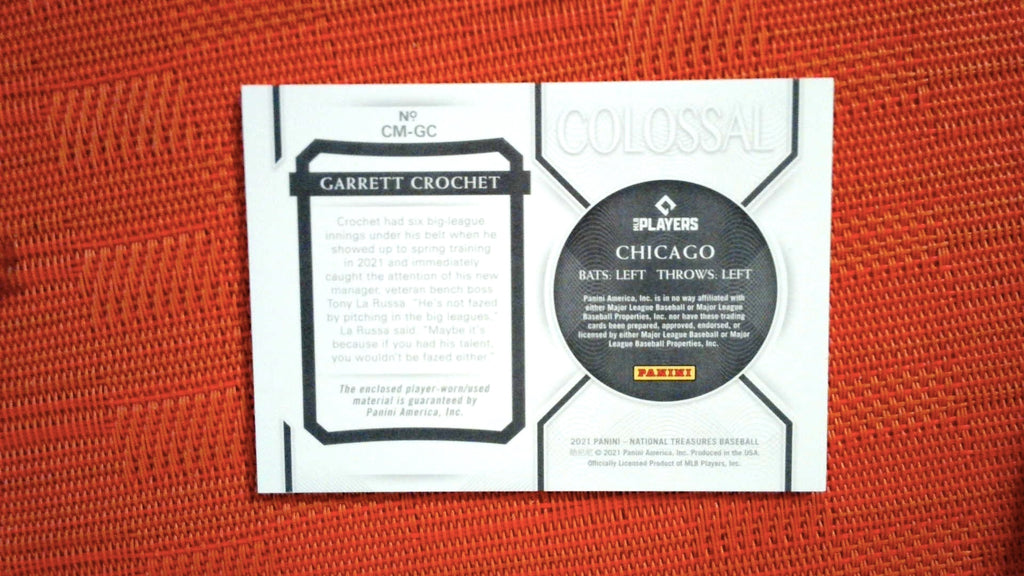 Nº
CM-GC
GARRETT CROCHET
Crochet had six big-league
innings under his belt when he
showed up to spring training
in 2021 and immediately
caught the attention of his new
manager, veteran bench boss
Tony La Russa. "He's not fazed
by pitching in the big leagues,"
La Russa said. "Maybe it's
because if you had his talent,
you wouldn't be fazed either."
The enclosed player-worn/used
material is guaranteed by
Panini America, Inc.
COLOSSAL
MLB PLAYERS
CHICAGO
BATS: LEFT THROWS: LEFT
Panini America, Inc. is in no way affiliated with
either Major League Baseball or Major League
Baseball Properties, Inc. nor have these trading
cards been prepared, approved, endorsed, or
licensed by either Major League Baseball or Major
League Baseball Properties, Inc.
PANINI
2021 PANINI – NATIONAL TREASURES BASEBALL
© 2021 Panini America, Inc. Produced in the USA.
Officially Licensed Product of MLB Players, Inc.